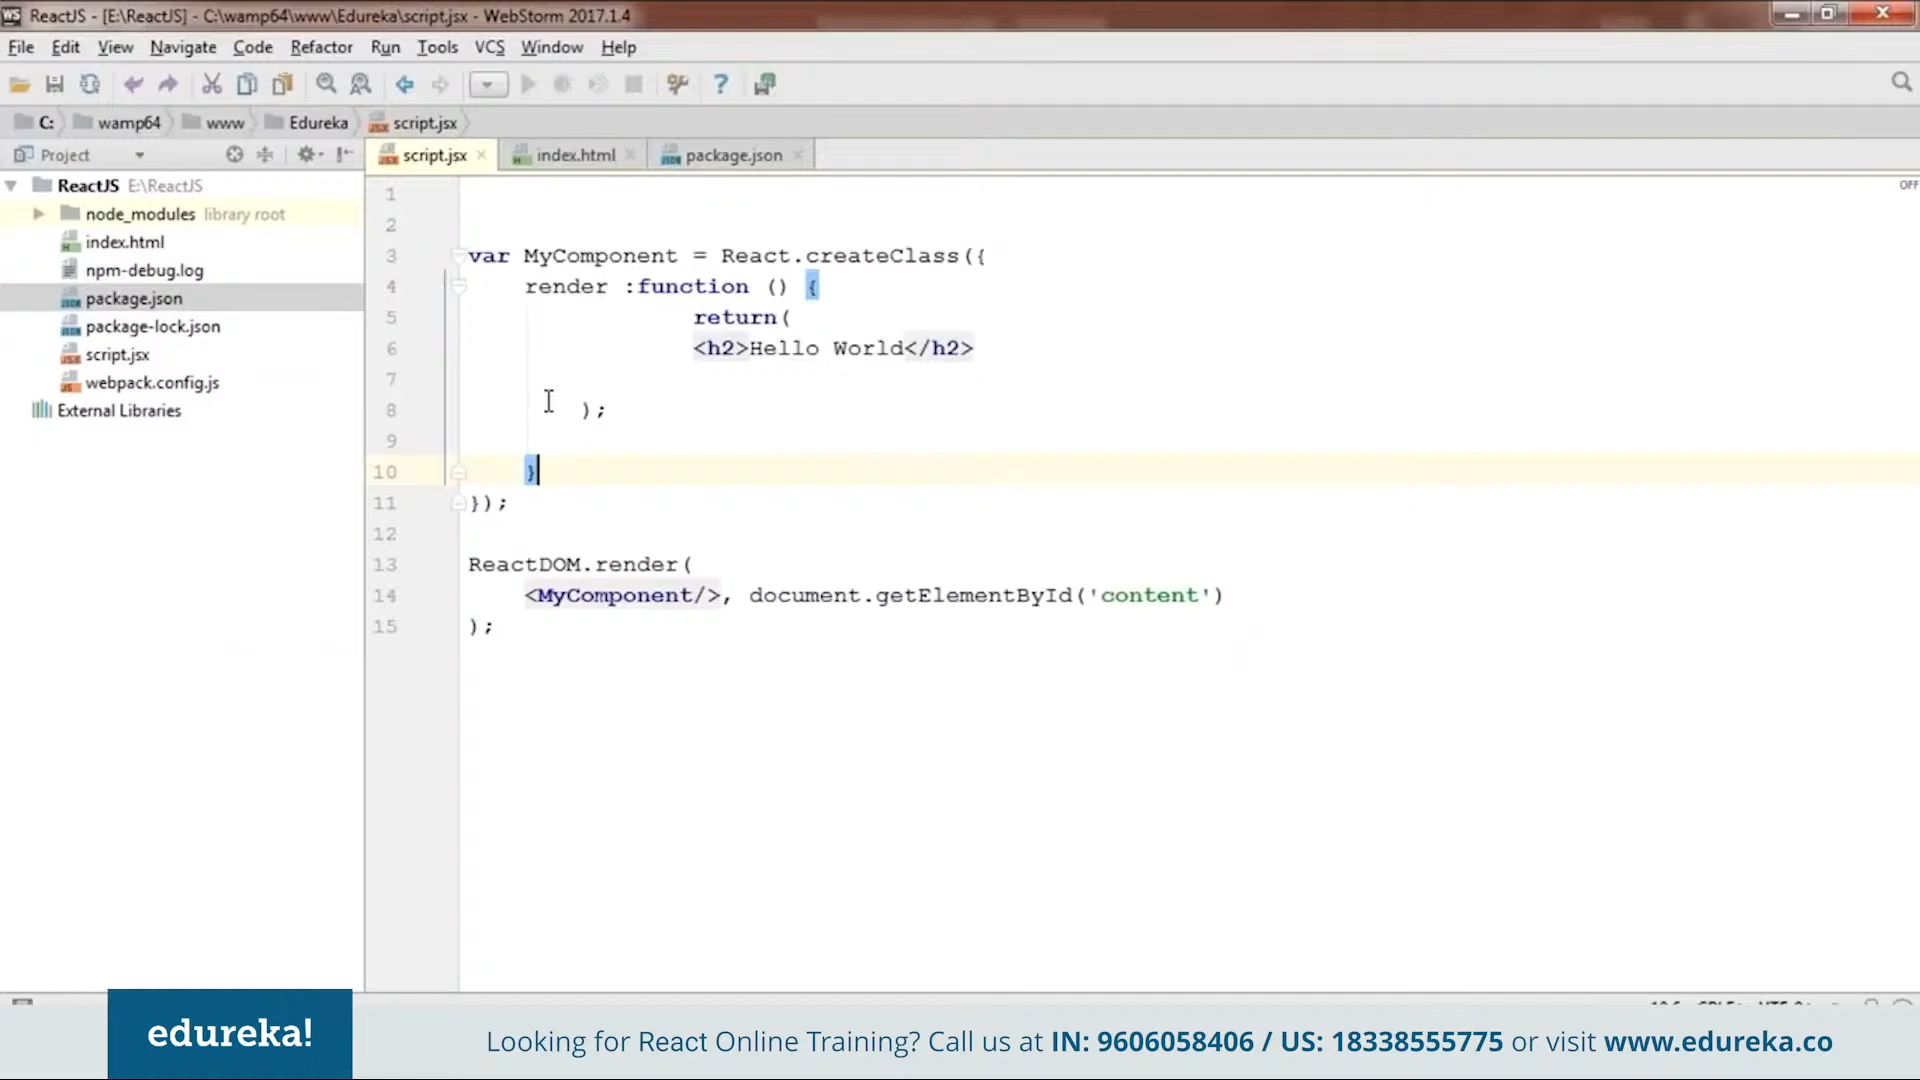 ReactJS - [E:\ReactJS] - C:\wamp64\www\Edureka\script.jsx - WebStorm 2017.1.4
File Edit View Navigate Code Refactor Run Tools VCS Window Help
C: wamp64 www Edureka script.jsx
Project
script.jsx index.html package.json
ReactJS E:\ReactJS
node_modules library root
index.html
npm-debug.log
package.json
package-lock.json
script.jsx
webpack.config.js
External Libraries
OFF
1
2
3 var MyComponent = React.createClass({
4 render :function () {
5 return(
6 <h2>Hello World</h2>
7
8 );
9
10 }
11 });
12
13 ReactDOM.render(
14 <MyComponent/>, document.getElementById('content')
15 );
edureka!
Looking for React Online Training? Call us at IN: 9606058406 / US: 18338555775 or visit www.edureka.co